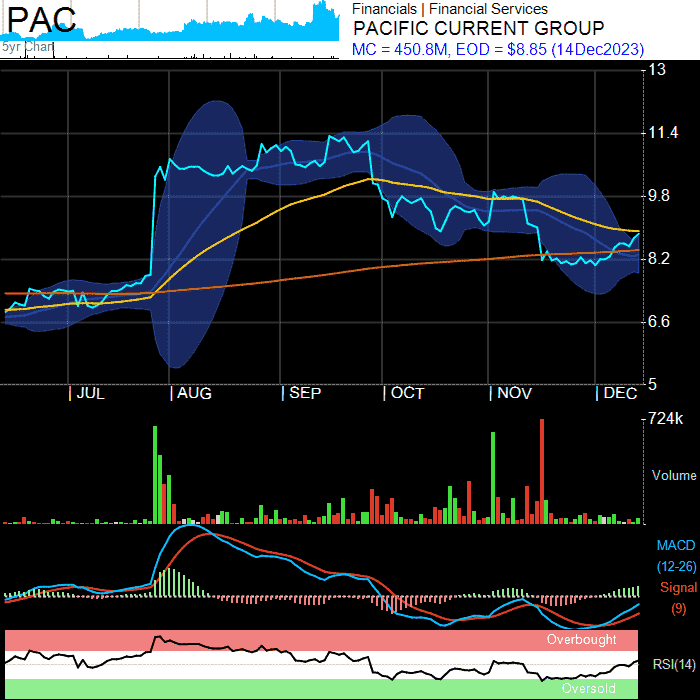 PAC
5yr Chart
Financials | Financial Services
PACIFIC CURRENT GROUP
MC = 450.8M, EOD = $8.85 (14Dec2023)
13
11.4
9.8
8.2
6.6
5
JUL AUG SEP OCT NOV DEC
724k
Volume
MACD
(12-26)
Signal
(9)
Overbought
RSI(14)
Oversold